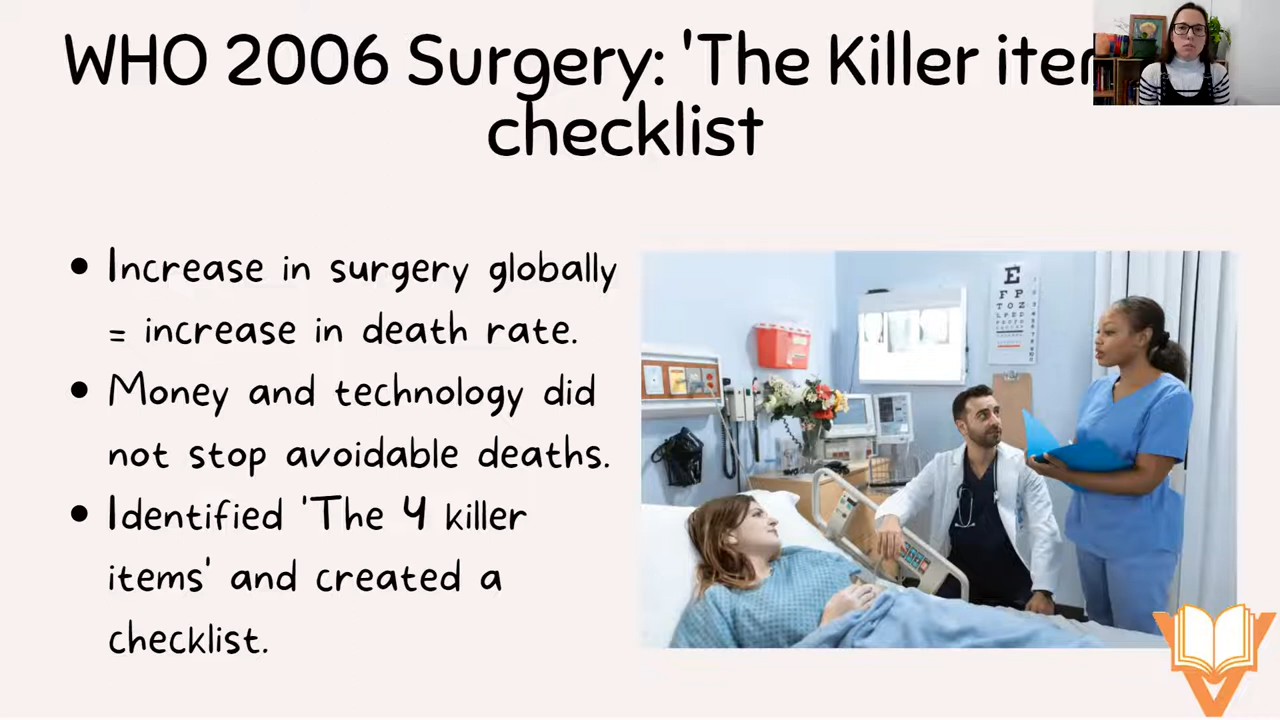 WHO 2006 Surgery: 'The Killer
checklist
• Increase in surgery globally
= increase in death rate.
• Money and technology did
not stop avoidable deaths.
• Identified 'The 4 killer
items' and created a
checklist.
E
F P
T O Z
L P E D